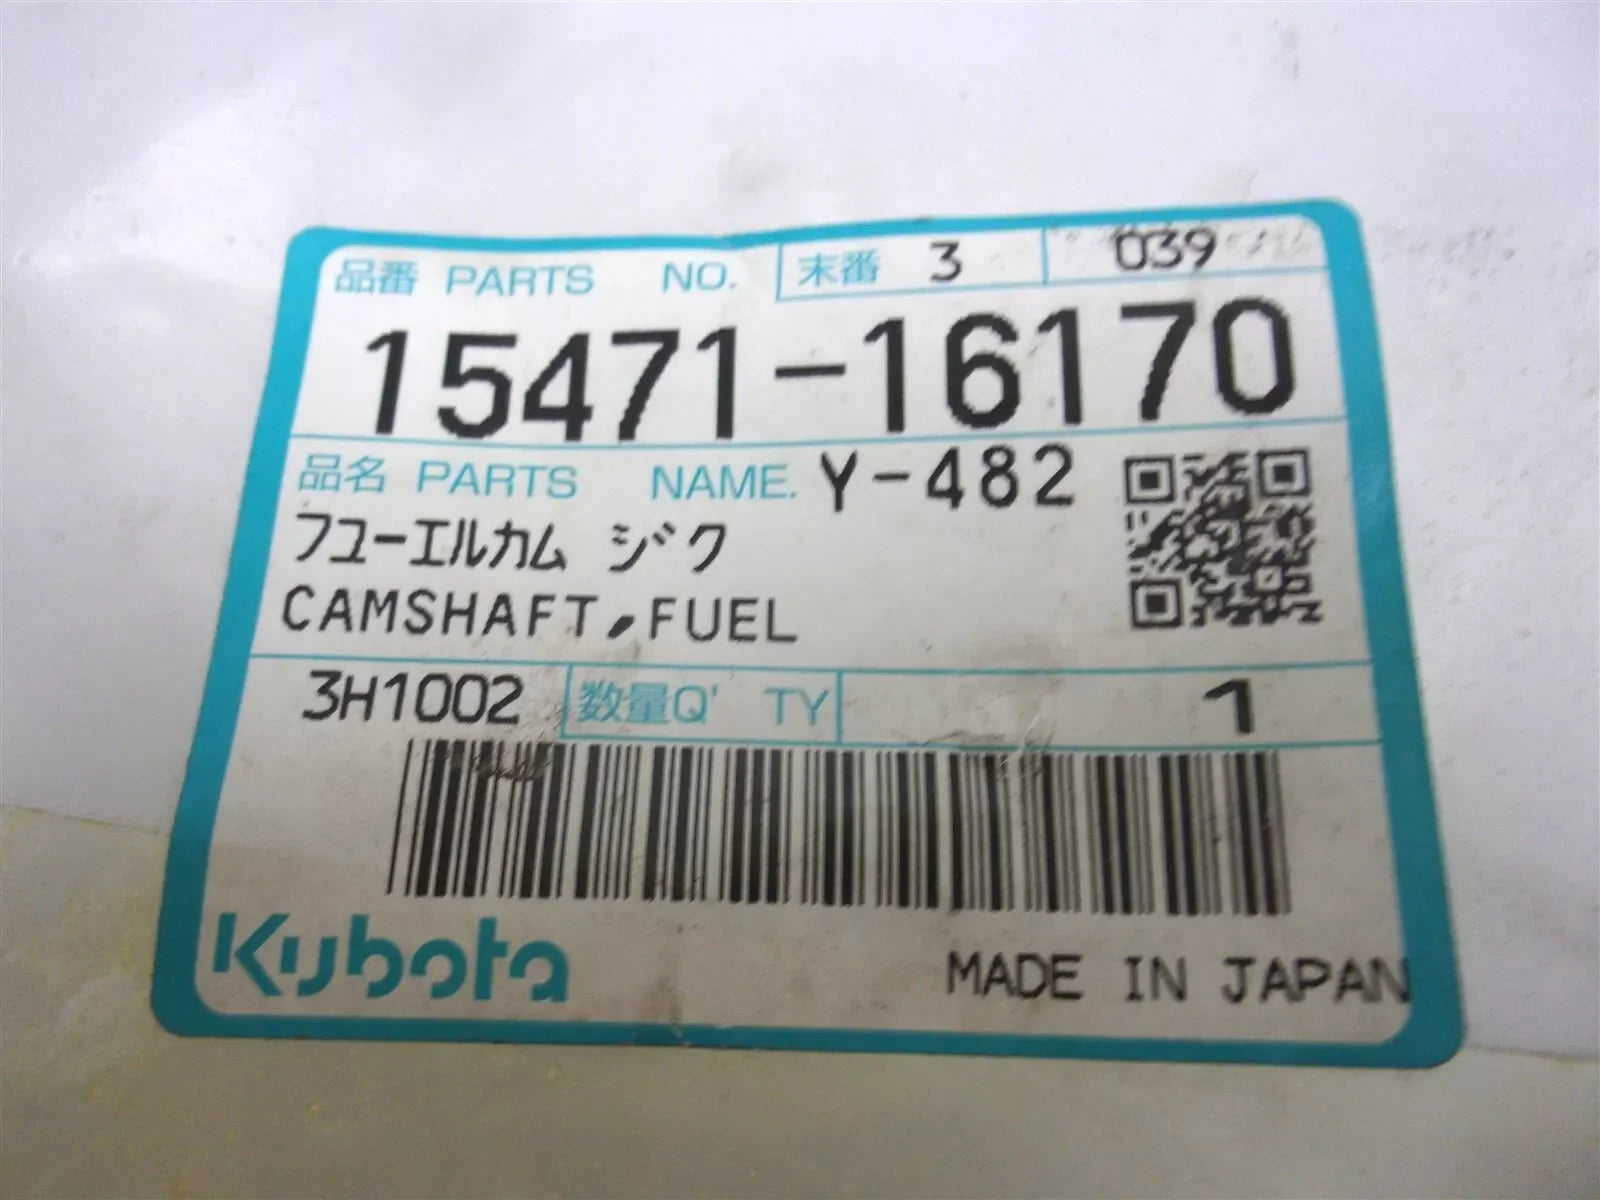 品番 PARTS NO. 末番 3 039
15471-16170
品名 PARTS NAME. Y-482
フユーエルカム ジク
CAMSHAFT,FUEL
3H1002 数量Q'TY 1
Kubota
MADE IN JAPAN